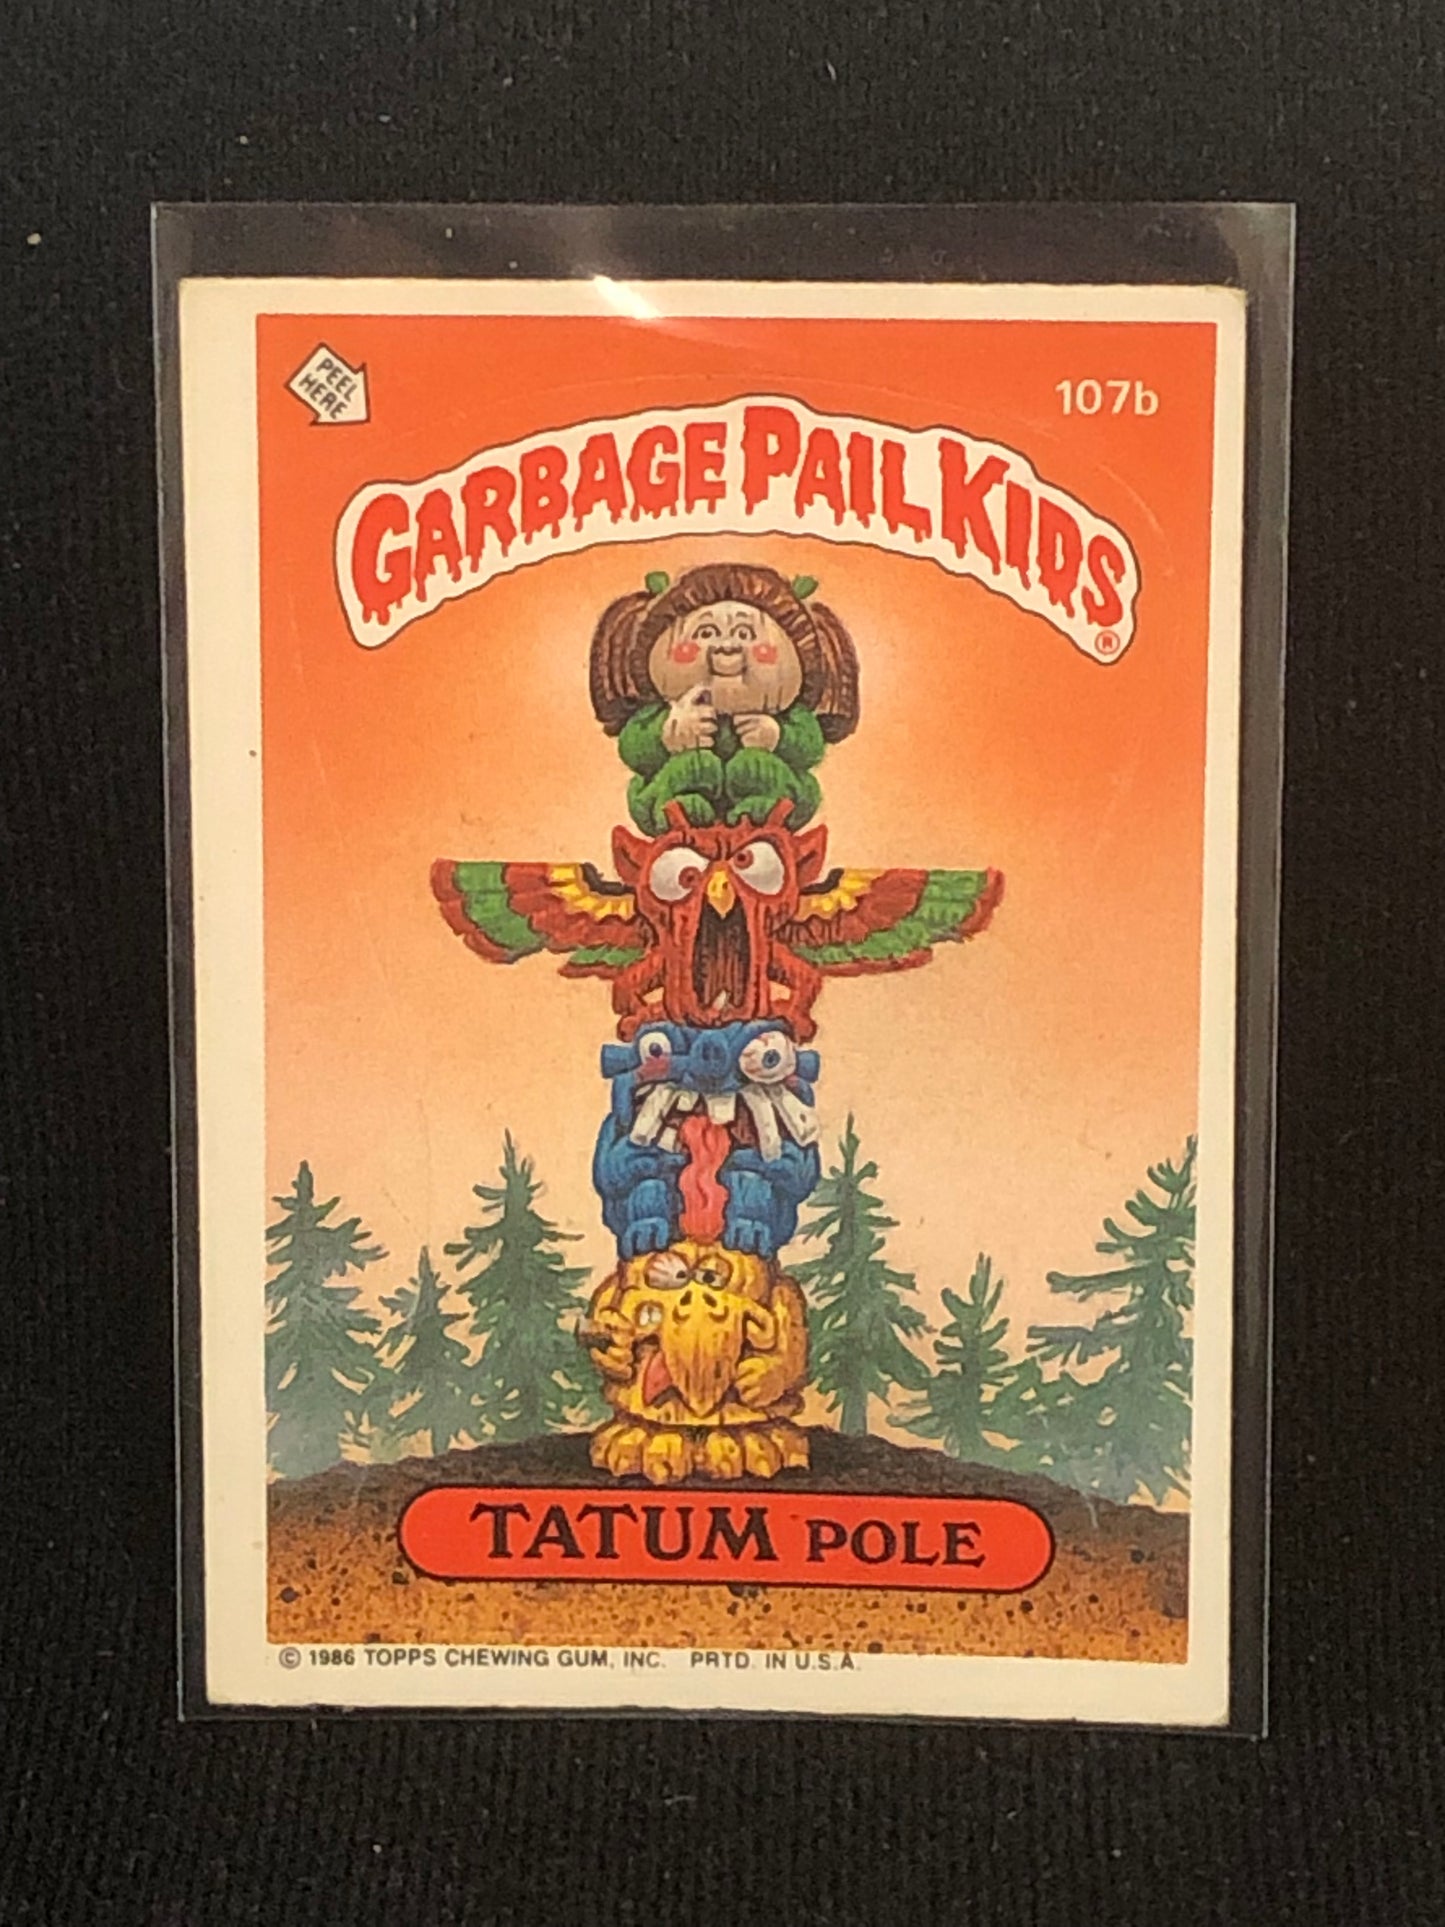 PEEL
HERE
107b
GARBAGE PAIL KIDS®
TATUM POLE
© 1986 TOPPS CHEWING GUM, INC. PRTD. IN U.S.A.